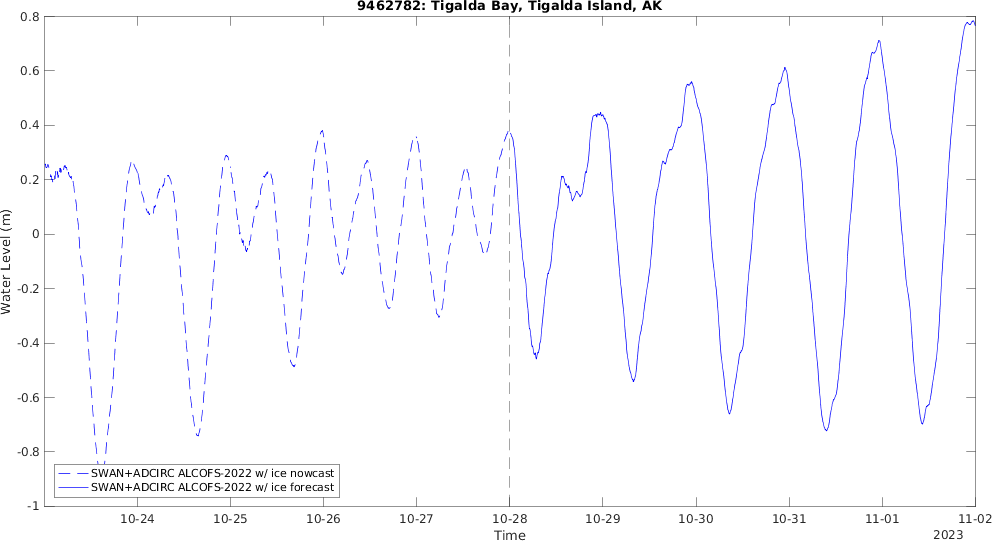 9462782: Tigalda Bay, Tigalda Island, AK
0.8
0.6
0.4
0.2
0
-0.2
-0.4
-0.6
-0.8
-1
Water Level (m)
SWAN+ADCIRC ALCOFS-2022 w/ ice nowcast
SWAN+ADCIRC ALCOFS-2022 w/ ice forecast
10-24 10-25 10-26 10-27 10-28 10-29 10-30 10-31 11-01 11-02
Time 2023